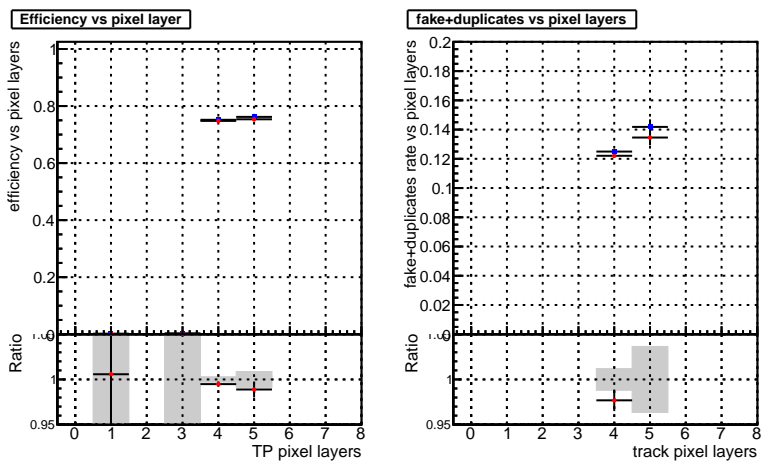 Efficiency vs pixel layer
efficiency vs pixel layers
1
0.8
0.6
0.4
0.2
0
Ratio
1
0.95
0 1 2 3 4 5 6 7 8
TP pixel layers
fake+duplicates vs pixel layers
fake+duplicates rate vs pixel layers
0.2
0.18
0.16
0.14
0.12
0.1
0.08
0.06
0.04
0.02
0
Ratio
1
0.95
0 1 2 3 4 5 6 7 8
track pixel layers